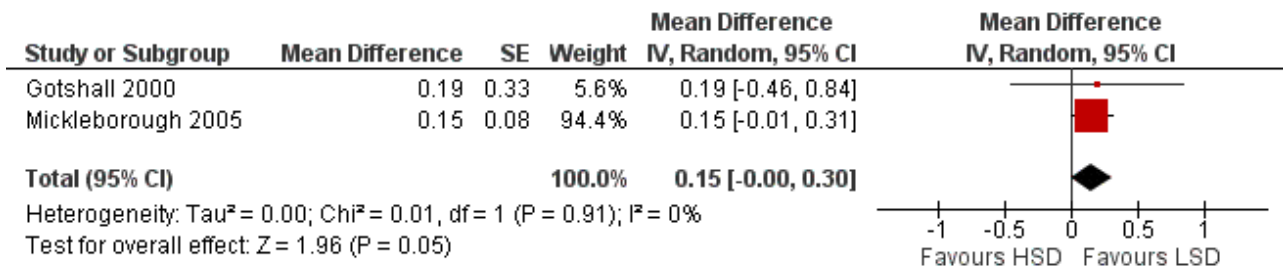 Mean Difference Mean Difference
Study or Subgroup Mean Difference SE Weight IV, Random, 95% CI IV, Random, 95% CI
Gotshall 2000 0.19 0.33 5.6% 0.19 [-0.46, 0.84]
Mickleborough 2005 0.15 0.08 94.4% 0.15 [-0.01, 0.31]
Total (95% CI) 100.0% 0.15 [-0.00, 0.30]
Heterogeneity: Tau² = 0.00; Chi² = 0.01, df = 1 (P = 0.91); I² = 0%
Test for overall effect: Z = 1.96 (P = 0.05)
-1 -0.5 0 0.5 1
Favours HSD Favours LSD